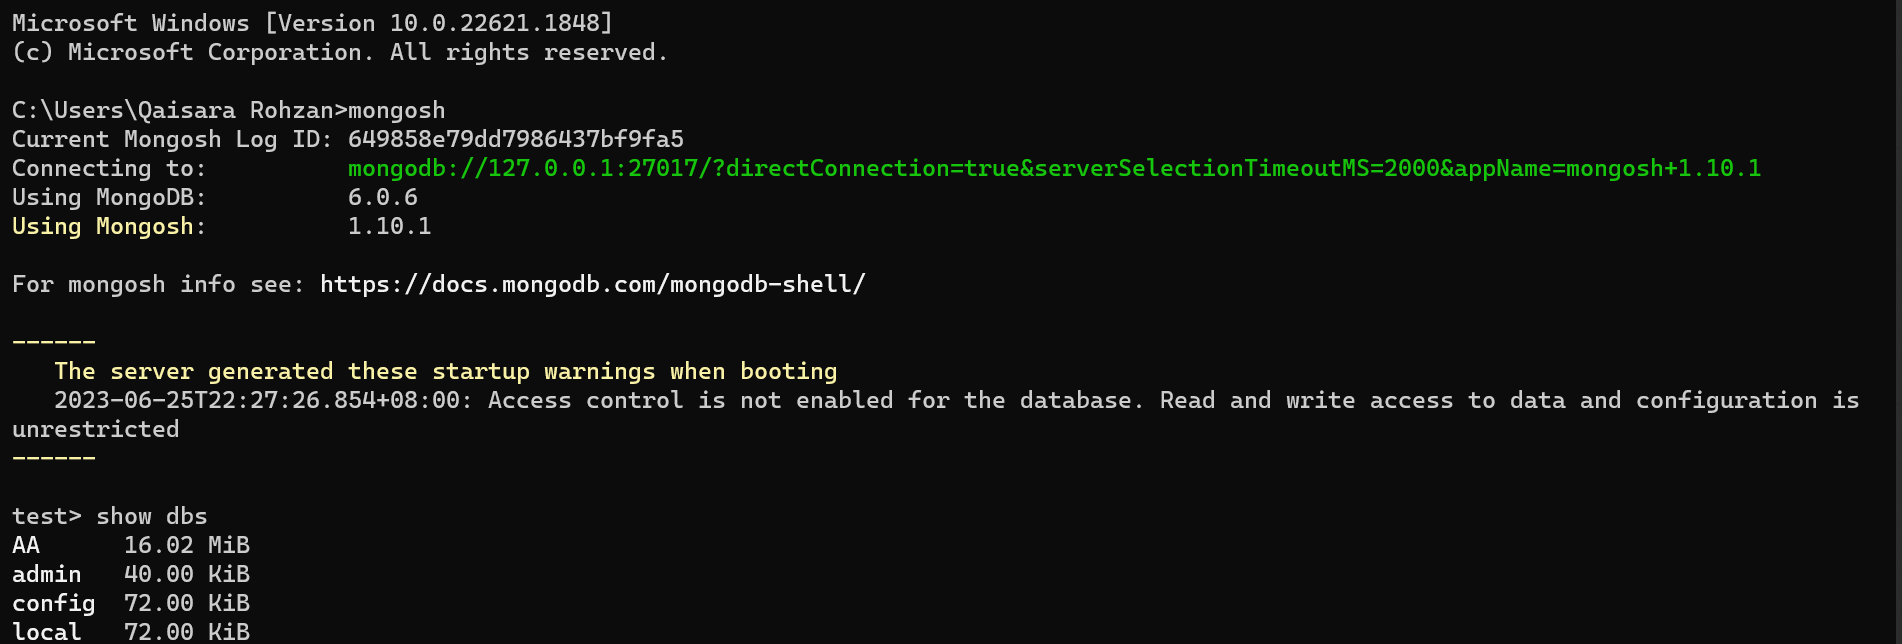 Microsoft Windows [Version 10.0.22621.1848]
(c) Microsoft Corporation. All rights reserved.
C:\Users\Qaisara Rohzan>mongosh
Current Mongosh Log ID: 649858e79dd7986437bf9fa5
Connecting to:          mongodb://127.0.0.1:27017/?directConnection=true&serverSelectionTimeoutMS=2000&appName=mongosh+1.10.1
Using MongoDB:          6.0.6
Using Mongosh:          1.10.1
For mongosh info see: https://docs.mongodb.com/mongodb-shell/
------
   The server generated these startup warnings when booting
   2023-06-25T22:27:26.854+08:00: Access control is not enabled for the database. Read and write access to data and configuration is
unrestricted
------
test> show dbs
AA      16.02 MiB
admin   40.00 KiB
config  72.00 KiB
local   72.00 KiB